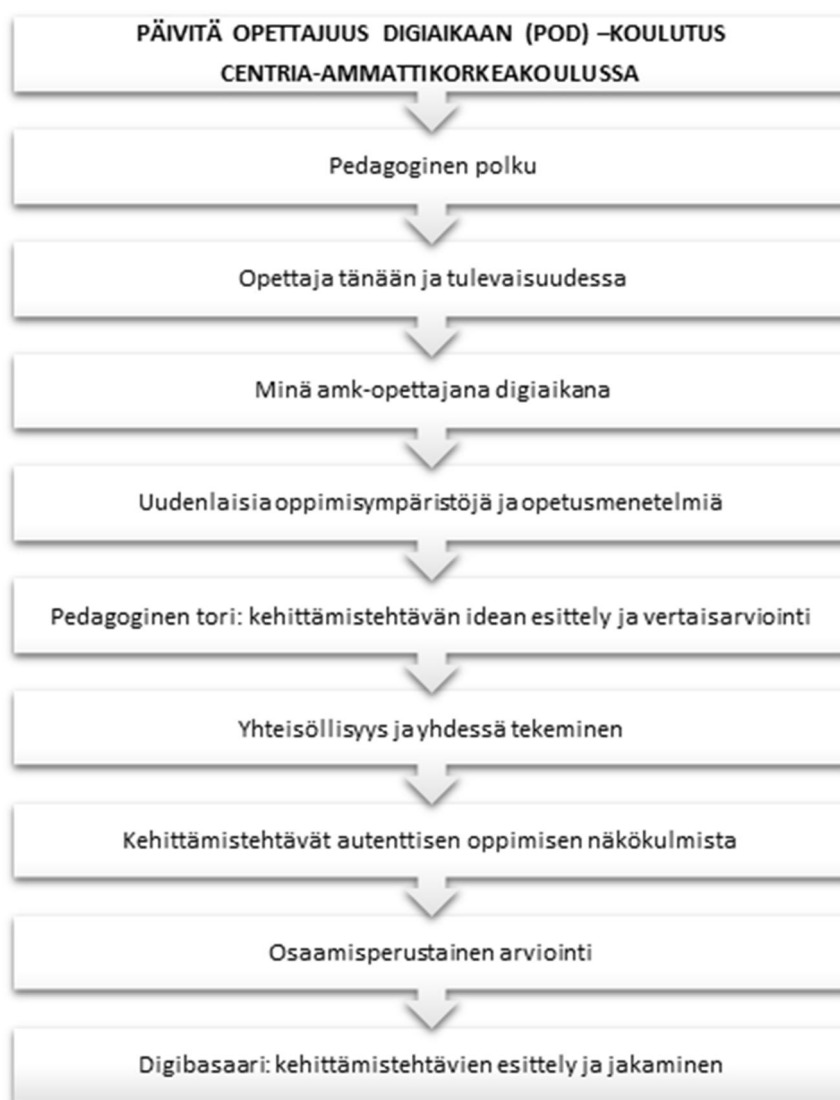 PÄIVITÄ OPETTAJUUS DIGIAIKAAN (POD) –KOULUTUS
CENTRIA-AMMATTIKORKEAKOULUSSA
Pedagoginen polku
Opettaja tänään ja tulevaisuudessa
Minä amk-opettajana digiaikana
Uudenlaisia oppimisympäristöjä ja opetusmenetelmiä
Pedagoginen tori: kehittämistehtävän idean esittely ja vertaisarviointi
Yhteisöllisyys ja yhdessä tekeminen
Kehittämistehtävät autenttisen oppimisen näkökulmista
Osaamisperustainen arviointi
Digibasaari: kehittämistehtävien esittely ja jakaminen